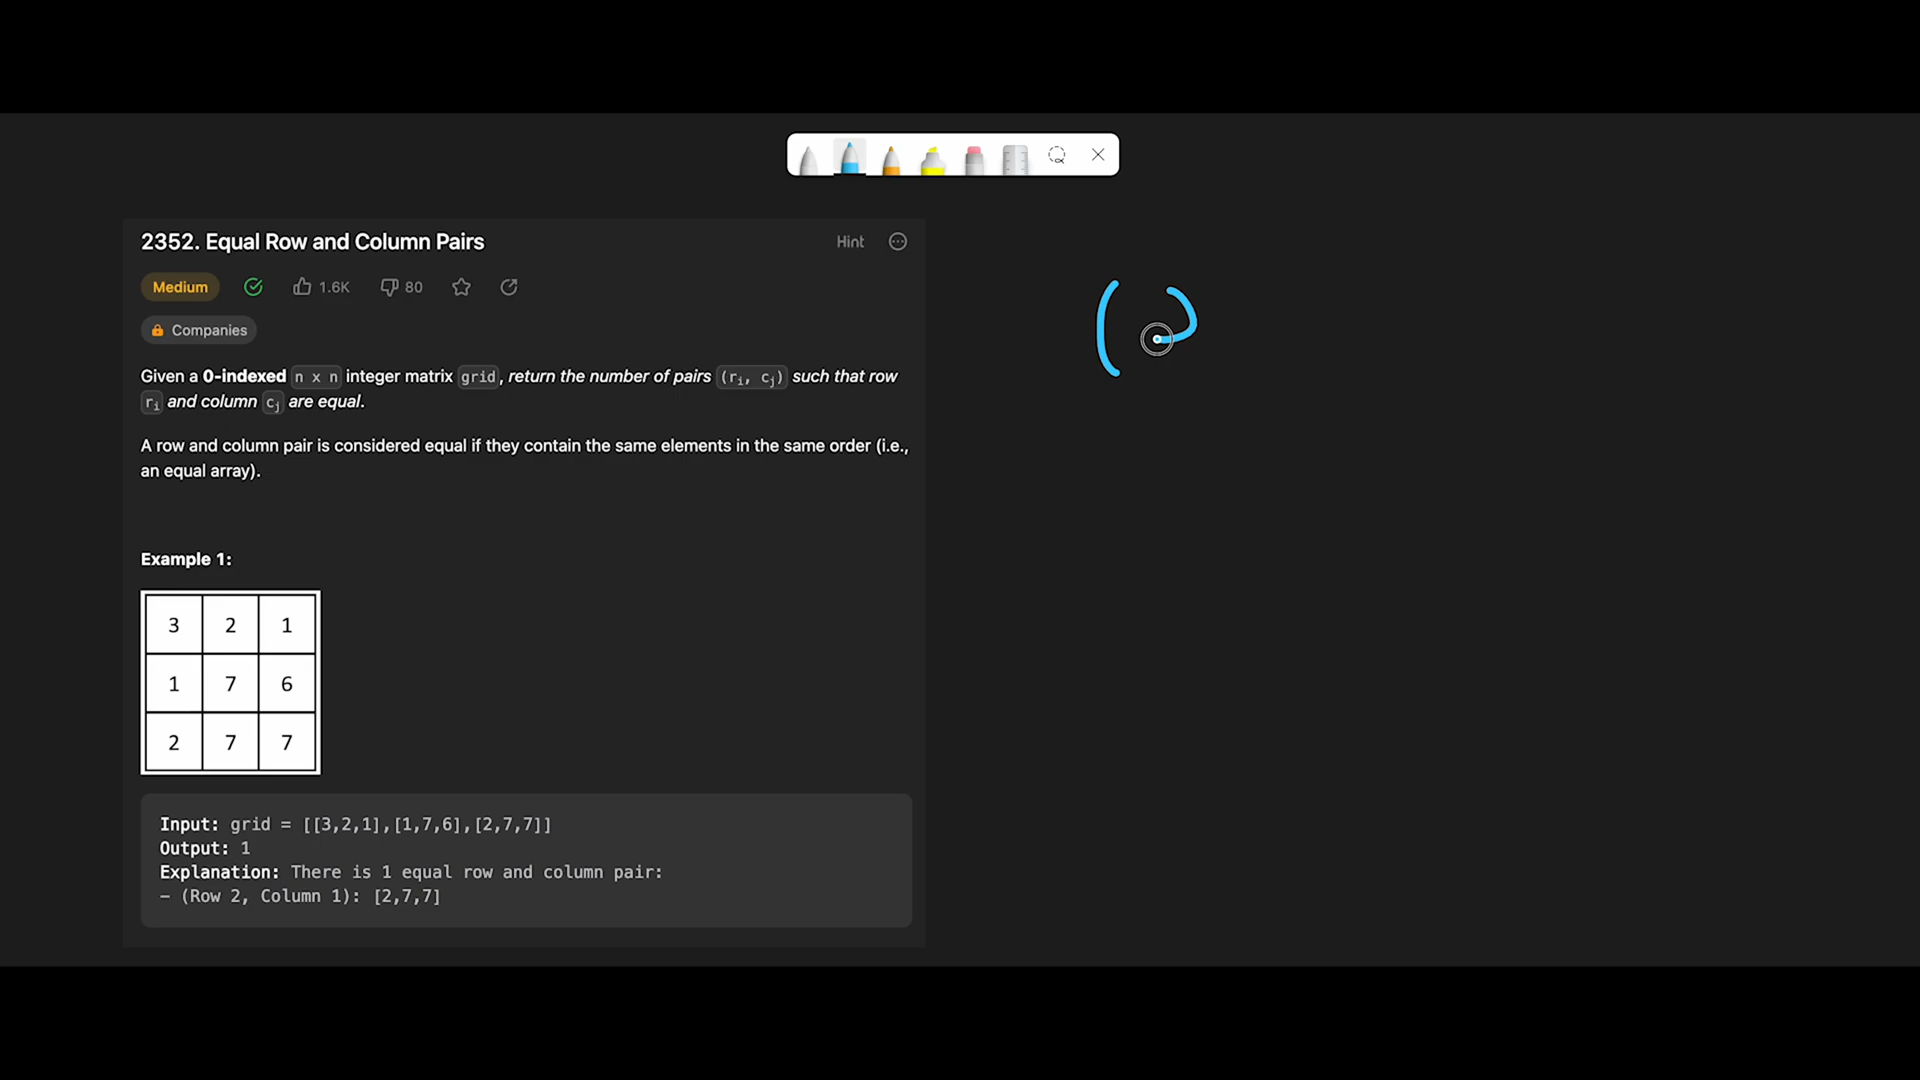 2352. Equal Row and Column Pairs
Hint
Medium 1.6K 80
Companies
Given a 0-indexed n x n integer matrix grid, return the number of pairs (ri, cj) such that row
ri and column cj are equal.
A row and column pair is considered equal if they contain the same elements in the same order (i.e.,
an equal array).
Example 1:
3 2 1
1 7 6
2 7 7
Input: grid = [[3,2,1],[1,7,6],[2,7,7]]
Output: 1
Explanation: There is 1 equal row and column pair:
- (Row 2, Column 1): [2,7,7]